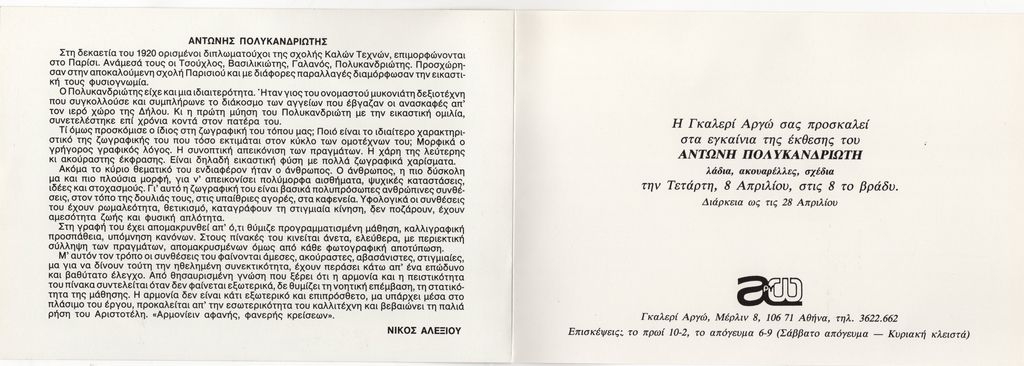 ΑΝΤΩΝΗΣ ΠΟΛΥΚΑΝΔΡΙΩΤΗΣ
Στη δεκαετία του 1920 ορισμένοι διπλωματούχοι της σχολής Καλών Τεχνών, επιμορφώνονται
στο Παρίσι. Ανάμεσά τους οι Τσούχλος, Βασιλικιώτης, Γαλανός, Πολυκανδριώτης. Προσχώρη-
σαν στην αποκαλούμενη σχολή Παρισιού και με διάφορες παραλλαγές διαμόρφωσαν την εικαστι-
κή τους φυσιογνωμία.
Ο Πολυκανδριώτης είχε και μια ιδιαιτερότητα. Ήταν γιος του ονομαστού μυκονιάτη δεξιοτέχνη
που συγκολλούσε και συμπλήρωνε το διάκοσμο των αγγείων που έβγαζαν οι ανασκαφές απ'
τον ιερό χώρο της Δήλου. Κι η πρώτη μύηση του Πολυκανδριώτη με την εικαστική ομιλία,
συνετελέστηκε επί χρόνια κοντά στον πατέρα του.
Τί όμως προσκόμισε ο ίδιος στη ζωγραφική του τόπου μας; Ποιό είναι το ιδιαίτερο χαρακτηρι-
στικό της ζωγραφικής του που τόσο εκτιμάται στον κύκλο των ομοτέχνων του; Μορφικά ο
γρήγορος γραφικός λόγος. Η συνοπτική απεικόνιση των πραγμάτων. Η χάρη της λεύτερης
κι ακούραστης έκφρασης. Είναι δηλαδή εικαστική φύση με πολλά ζωγραφικά χαρίσματα.
Ακόμα το κύριο θεματικό του ενδιαφέρον ήταν ο άνθρωπος. Ο άνθρωπος, η πιο δύσκολη
μα και πιο πλούσια μορφή, για ν' απεικονίσει πολύμορφα αισθήματα, ψυχικές καταστάσεις,
ιδέες και στοχασμούς. Γι' αυτό η ζωγραφική του είναι βασικά πολυπρόσωπες ανθρώπινες συνθέ-
σεις, στον τόπο της δουλιάς τους, στις υπαίθριες αγορές, στα καφενεία. Υφολογικά οι συνθέσεις
του έχουν ρωμαλεότητα, θετικισμό, καταγράφουν τη στιγμιαία κίνηση, δεν ποζάρουν, έχουν
αμεσότητα ζωής και φυσική απλότητα.
Στη γραφή του έχει απομακρυνθεί απ' ό,τι θύμιζε προγραμματισμένη μάθηση, καλλιγραφική
προσπάθεια, υπόμνηση κανόνων. Στους πίνακές του κινείται άνετα, ελεύθερα, με περιεκτική
σύλληψη των πραγμάτων, απομακρυσμένων όμως από κάθε φωτογραφική αποτύπωση.
Μ' αυτόν τον τρόπο οι συνθέσεις του φαίνονται άμεσες, ακούραστες, αβασάνιστες, στιγμιαίες,
μα για να δίνουν τούτη την ηθελημένη συνεκτικότητα, έχουν περάσει κάτω απ' ένα επώδυνο
και βαθύτατο έλεγχο. Από θησαυρισμένη γνώση που ξέρει ότι η αρμονία και η πειστικότητα
του πίνακα συντελείται όταν δεν φαίνεται εξωτερικά, δε θυμίζει τη νοητική επέμβαση, τη στατικό-
τητα της μάθησης. Η αρμονία δεν είναι κάτι εξωτερικό και επιπρόσθετο, μα υπάρχει μέσα στο
πλάσιμο του έργου, προκαλείται απ' την εσωτερικότητα του καλλιτέχνη και βεβαιώνει τη παλιά
ρήση του Αριστοτέλη. «Αρμονίειν αφανής, φανερής κρείσεων».
ΝΙΚΟΣ ΑΛΕΞΙΟΥ
Η Γκαλερί Αργώ σας προσκαλεί
στα εγκαίνια της έκθεσης του
ΑΝΤΩΝΗ ΠΟΛΥΚΑΝΔΡΙΩΤΗ
λάδια, ακουαρέλλες, σχέδια
την Τετάρτη, 8 Απριλίου, στις 8 το βράδυ.
Διάρκεια ως τις 28 Απριλίου
Γκαλερί Αργώ, Μέρλιν 8, 106 71 Αθήνα, τηλ. 3622.662
Επισκέψεις: το πρωί 10-2, το απόγευμα 6-9 (Σάββατο απόγευμα — Κυριακή κλειστά)